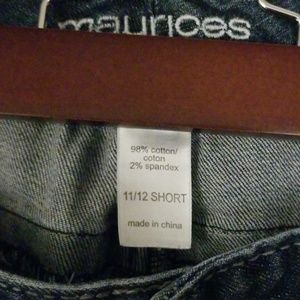 maurices
98% cotton/
coton
2% spandex
11/12 SHORT
made in china